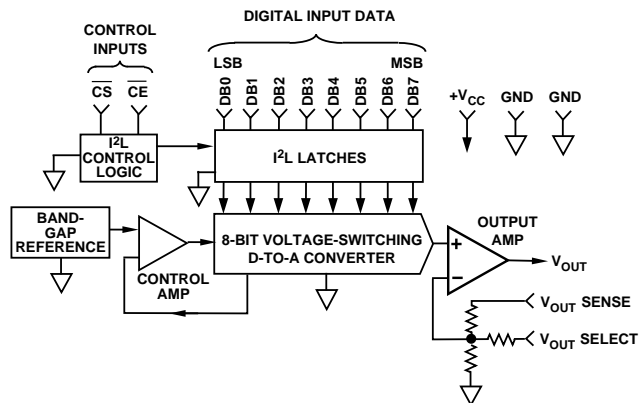 DIGITAL INPUT DATA
CONTROL
INPUTS
LSB
MSB
CS
CE
DB0
DB1
DB2
DB3
DB4
DB5
DB6
DB7
+VCC
GND
GND
I2L
CONTROL
LOGIC
I2L LATCHES
BAND-
GAP
REFERENCE
CONTROL
AMP
8-BIT VOLTAGE-SWITCHING
D-TO-A CONVERTER
OUTPUT
AMP
+
–
VOUT
VOUT SENSE
VOUT SELECT